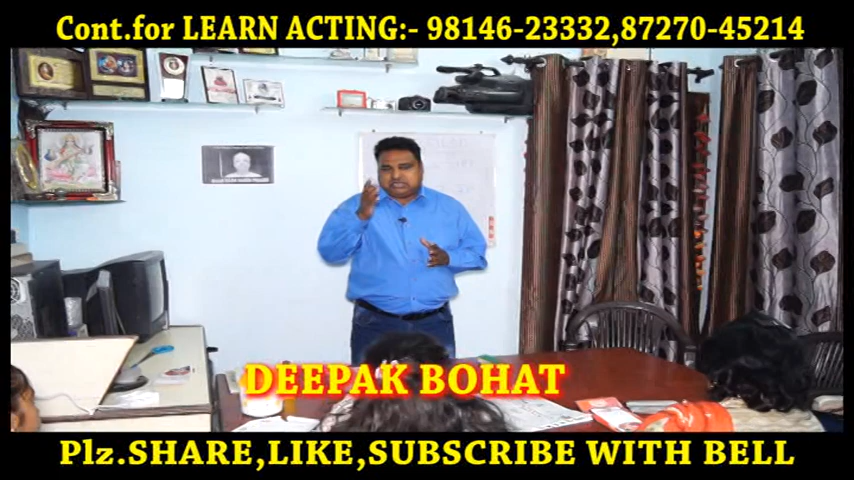 Cont.for LEARN ACTING:- 98146-23332,87270-45214
DEEPAK BOHAT
Plz.SHARE,LIKE,SUBSCRIBE WITH BELL